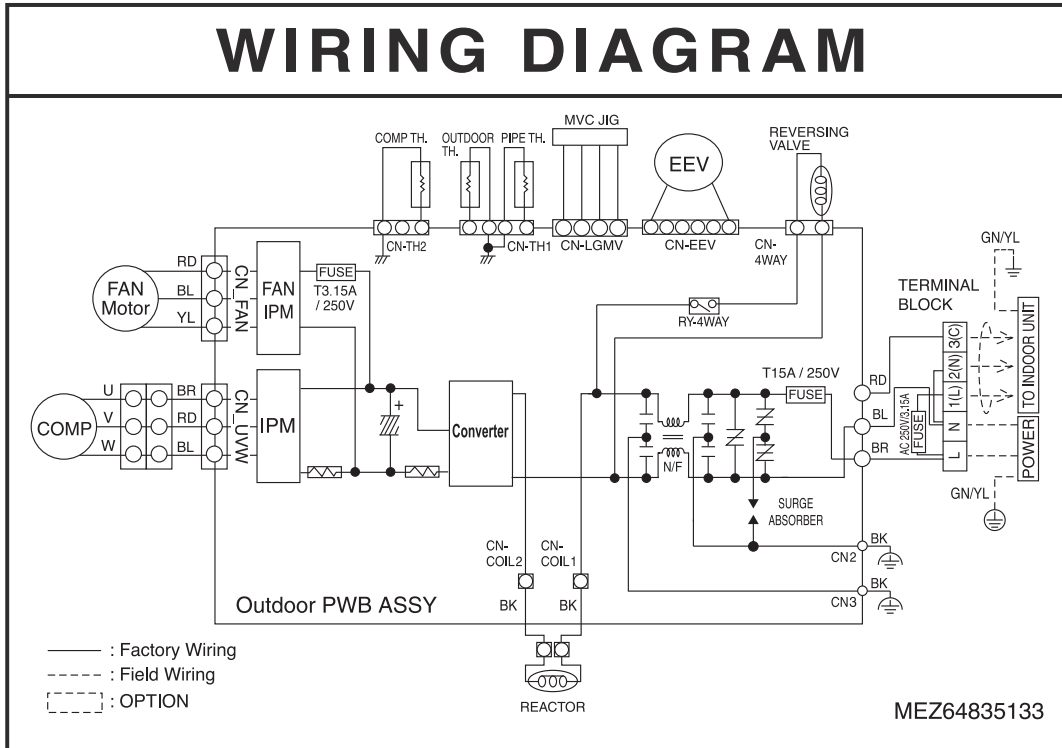 WIRING DIAGRAM
COMP TH.
OUTDOOR
TH.
PIPE TH.
MVC JIG
EEV
REVERSING
VALVE
CN-TH2
CN-TH1
CN-LGMV
CN-EEV
CN-
4WAY
GN/YL
FAN
Motor
RD
BL
YL
CN_FAN
FAN
IPM
FUSE
T3.15A
/ 250V
RY-4WAY
TERMINAL
BLOCK
3(C)
2(N)
1(L)
N
L
AC 250V/3.15A
FUSE
TO INDOOR UNIT
POWER
GN/YL
COMP
U
V
W
BR
RD
BL
CN_UVW
IPM
+
Converter
N/F
T15A / 250V
FUSE
RD
BL
BR
SURGE
ABSORBER
BK
CN2
BK
CN3
CN-
COIL2
CN-
COIL1
BK
BK
REACTOR
Outdoor PWB ASSY
: Factory Wiring
: Field Wiring
: OPTION
MEZ64835133